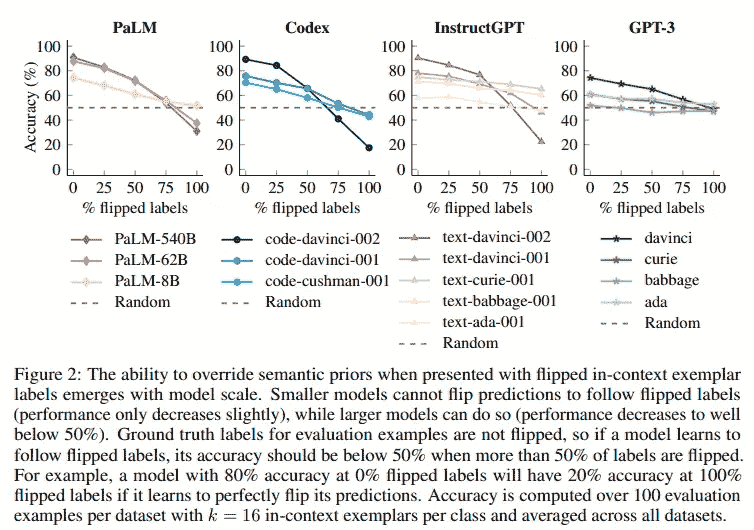 PaLM Codex InstructGPT GPT-3
Accuracy (%)
100 100 100 100
80 80 80 80
60 60 60 60
40 40 40 40
20 20 20 20
0 0 0 0
0 25 50 75 100 0 25 50 75 100 0 25 50 75 100 0 25 50 75 100
% flipped labels % flipped labels % flipped labels % flipped labels
PaLM-540B
PaLM-62B
PaLM-8B
Random
code-davinci-002
code-davinci-001
code-cushman-001
Random
text-davinci-002
text-davinci-001
text-curie-001
text-babbage-001
text-ada-001
Random
davinci
curie
babbage
ada
Random
Figure 2: The ability to override semantic priors when presented with flipped in-context exemplar
labels emerges with model scale. Smaller models cannot flip predictions to follow flipped labels
(performance only decreases slightly), while larger models can do so (performance decreases to well
below 50%). Ground truth labels for evaluation examples are not flipped, so if a model learns to
follow flipped labels, its accuracy should be below 50% when more than 50% of labels are flipped.
For example, a model with 80% accuracy at 0% flipped labels will have 20% accuracy at 100%
flipped labels if it learns to perfectly flip its predictions. Accuracy is computed over 100 evaluation
examples per dataset with k = 16 in-context exemplars per class and averaged across all datasets.